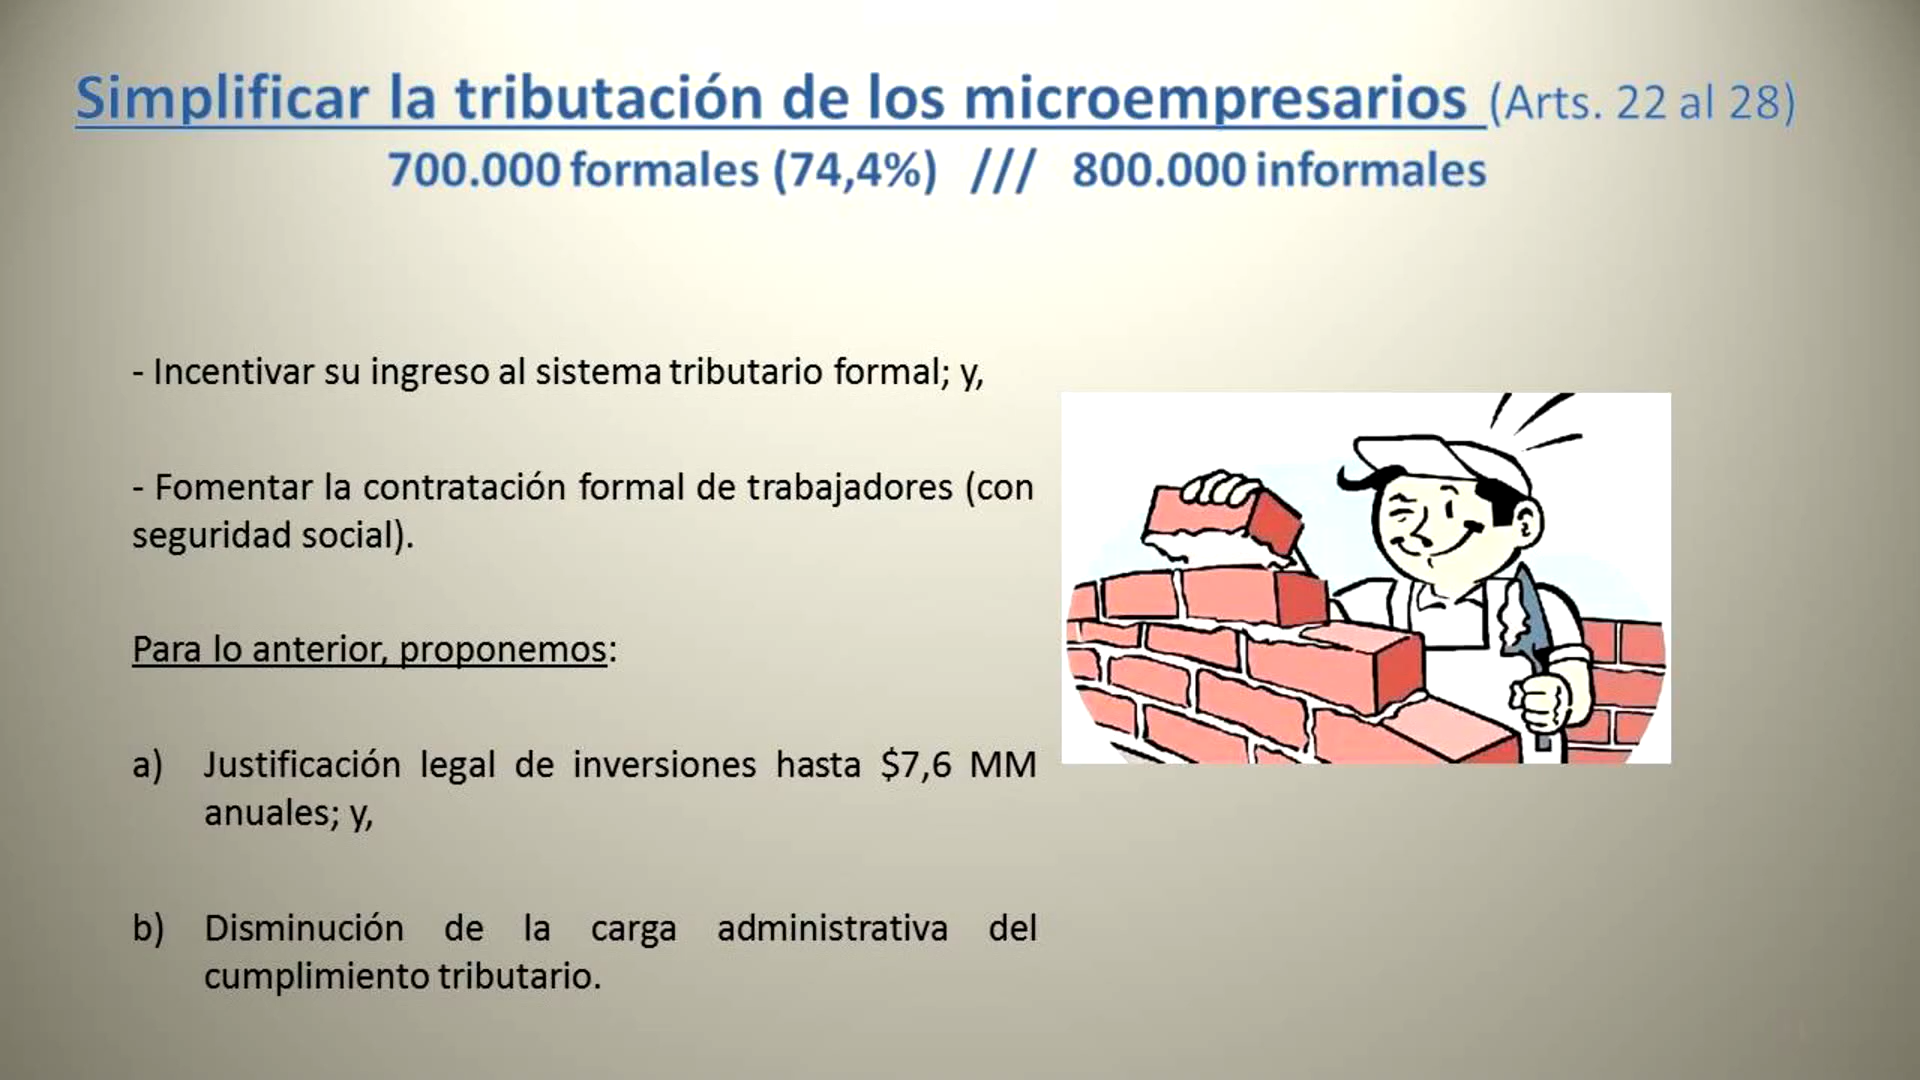 Simplificar la tributación de los microempresarios (Arts. 22 al 28)
700.000 formales (74,4%) /// 800.000 informales
- Incentivar su ingreso al sistema tributario formal; y,
- Fomentar la contratación formal de trabajadores (con
seguridad social).
Para lo anterior, proponemos:
a) Justificación legal de inversiones hasta $7,6 MM
anuales; y,
b) Disminución de la carga administrativa del
cumplimiento tributario.